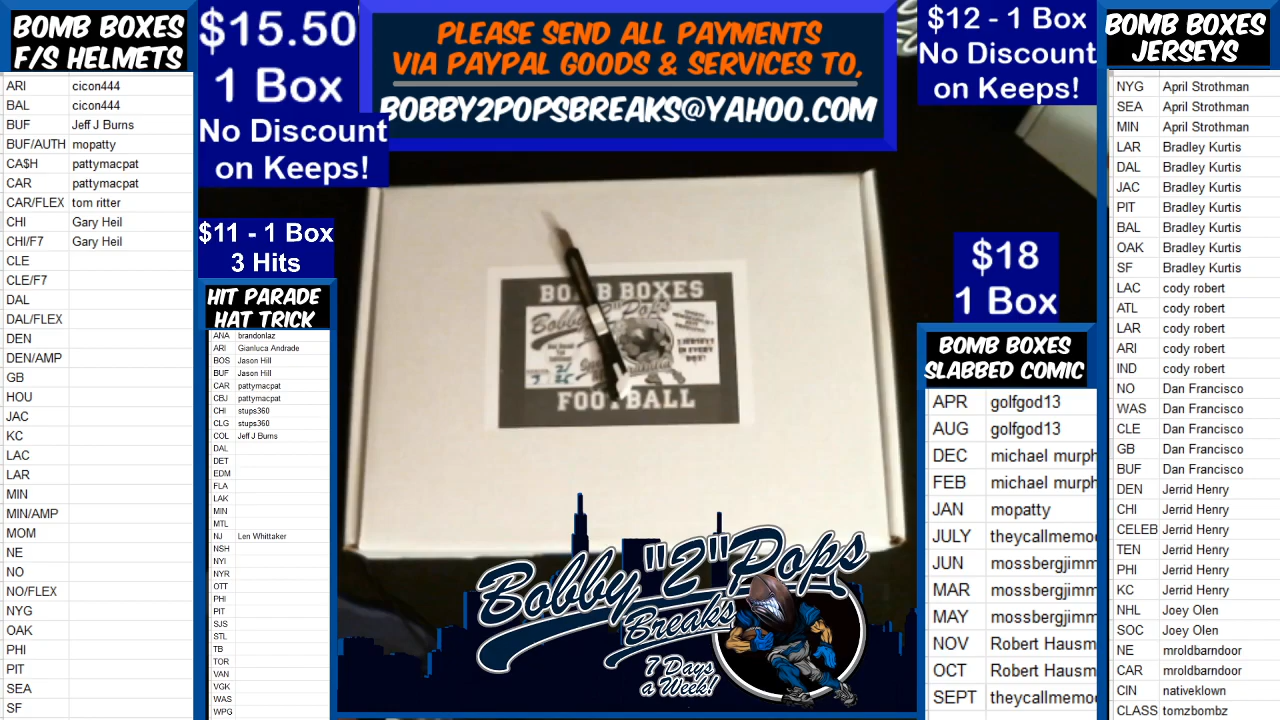 BOMB BOXES
F/S HELMETS
ARI cicon444
BAL cicon444
BUF Jeff J Burns
BUF/AUTH mopatty
CA$H pattymacpat
CAR pattymacpat
CAR/FLEX tom ritter
CHI Gary Heil
CHI/F7 Gary Heil
CLE
CLE/F7
DAL
DAL/FLEX
DEN
DEN/AMP
GB
HOU
JAC
KC
LAC
LAR
MIN
MIN/AMP
MOM
NE
NO
NO/FLEX
NYG
OAK
PHI
PIT
SEA
SF
$15.50
1 Box
No Discount
on Keeps!
$11 - 1 Box
3 Hits
HIT PARADE
HAT TRICK
ANA brandonlaz
ARI Gianluca Andrade
BOS Jason Hill
BUF Jason Hill
CAR pattymacpat
CBJ pattymacpat
CHI stups360
CLG stups360
COL Jeff J Burns
DAL
DET
EDM
FLA
LAK
MIN
MTL
NJ Len Whittaker
NSH
NYI
NYR
OTT
PHI
PIT
SJS
STL
TB
TOR
VAN
VGK
WAS
WPG
PLEASE SEND ALL PAYMENTS
VIA PAYPAL GOODS & SERVICES TO,
BOBBY2POPSBREAKS@YAHOO.COM
BOMB BOXES
Bobby "2" Pops
FOOTBALL
Bobby "2" Pops
Breaks
7 Days
a Week!
$12 - 1 Box
No Discount
on Keeps!
$18
1 Box
BOMB BOXES
SLABBED COMIC
APR golfgod13
AUG golfgod13
DEC michael murph
FEB michael murph
JAN mopatty
JULY theycallmemo
JUN mossbergjimm
MAR mossbergjimm
MAY mossbergjimm
NOV Robert Hausm
OCT Robert Hausm
SEPT theycallmemo
BOMB BOXES
JERSEYS
NYG April Strothman
SEA April Strothman
MIN April Strothman
LAR Bradley Kurtis
DAL Bradley Kurtis
JAC Bradley Kurtis
PIT Bradley Kurtis
BAL Bradley Kurtis
OAK Bradley Kurtis
SF Bradley Kurtis
LAC cody robert
ATL cody robert
LAR cody robert
ARI cody robert
IND cody robert
NO Dan Francisco
WAS Dan Francisco
CLE Dan Francisco
GB Dan Francisco
BUF Dan Francisco
DEN Jerrid Henry
CHI Jerrid Henry
CELEB Jerrid Henry
TEN Jerrid Henry
PHI Jerrid Henry
KC Jerrid Henry
NHL Joey Olen
SOC Joey Olen
NE mroldbarndoor
CAR mroldbarndoor
CIN nativeklown
CLASS tomzbombz